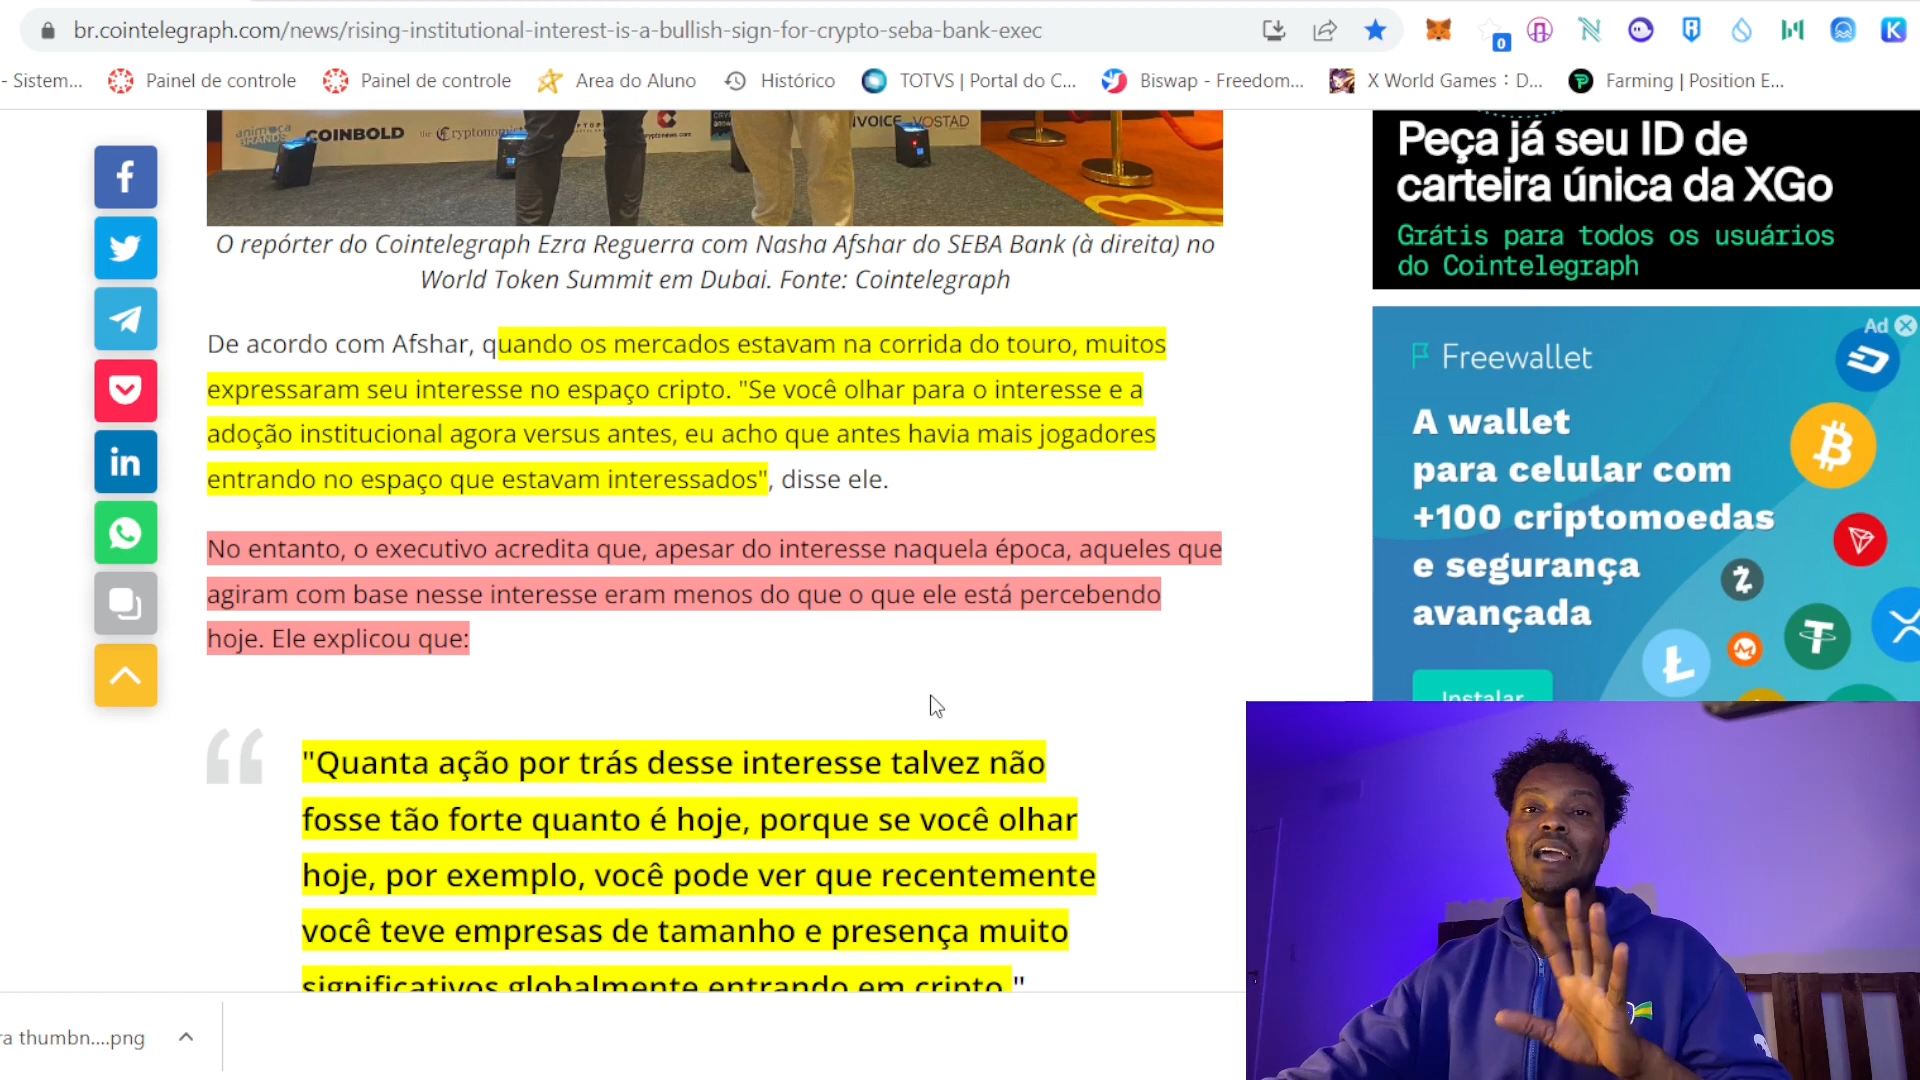 br.cointelegraph.com/news/rising-institutional-interest-is-a-bullish-sign-for-crypto-seba-bank-exec
0
- Sistem...
Painel de controle
Painel de controle
Area do Aluno
Histórico
TOTVS | Portal do C...
Biswap - Freedom...
X World Games：D...
Farming | Position E...
animoca
BRANDS
COINBOLD
the Cryptonomist
cryptonews.com
INVOICE
VOSTAD
O repórter do Cointelegraph Ezra Reguerra com Nasha Afshar do SEBA Bank (à direita) no
World Token Summit em Dubai. Fonte: Cointelegraph
De acordo com Afshar, quando os mercados estavam na corrida do touro, muitos
expressaram seu interesse no espaço cripto. "Se você olhar para o interesse e a
adoção institucional agora versus antes, eu acho que antes havia mais jogadores
entrando no espaço que estavam interessados", disse ele.
No entanto, o executivo acredita que, apesar do interesse naquela época, aqueles que
agiram com base nesse interesse eram menos do que o que ele está percebendo
hoje. Ele explicou que:
"Quanta ação por trás desse interesse talvez não
fosse tão forte quanto é hoje, porque se você olhar
hoje, por exemplo, você pode ver que recentemente
você teve empresas de tamanho e presença muito
significativos globalmente entrando em cripto."
Peça já seu ID de
carteira única da XGo
Grátis para todos os usuários
do Cointelegraph
Ad
Freewallet
A wallet
para celular com
+100 criptomoedas
e segurança
avançada
Instalar
ra thumbn....png